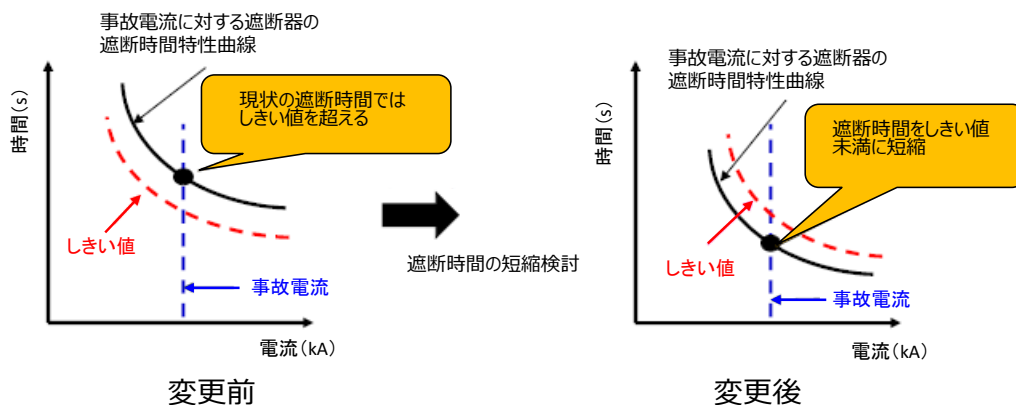 事故電流に対する遮断器の
遮断時間特性曲線
現状の遮断時間では
しきい値を超える
時間(s)
しきい値
事故電流
電流(kA)
変更前
遮断時間の短縮検討
事故電流に対する遮断器の
遮断時間特性曲線
遮断時間をしきい値
未満に短縮
時間(s)
しきい値
事故電流
電流(kA)
変更後